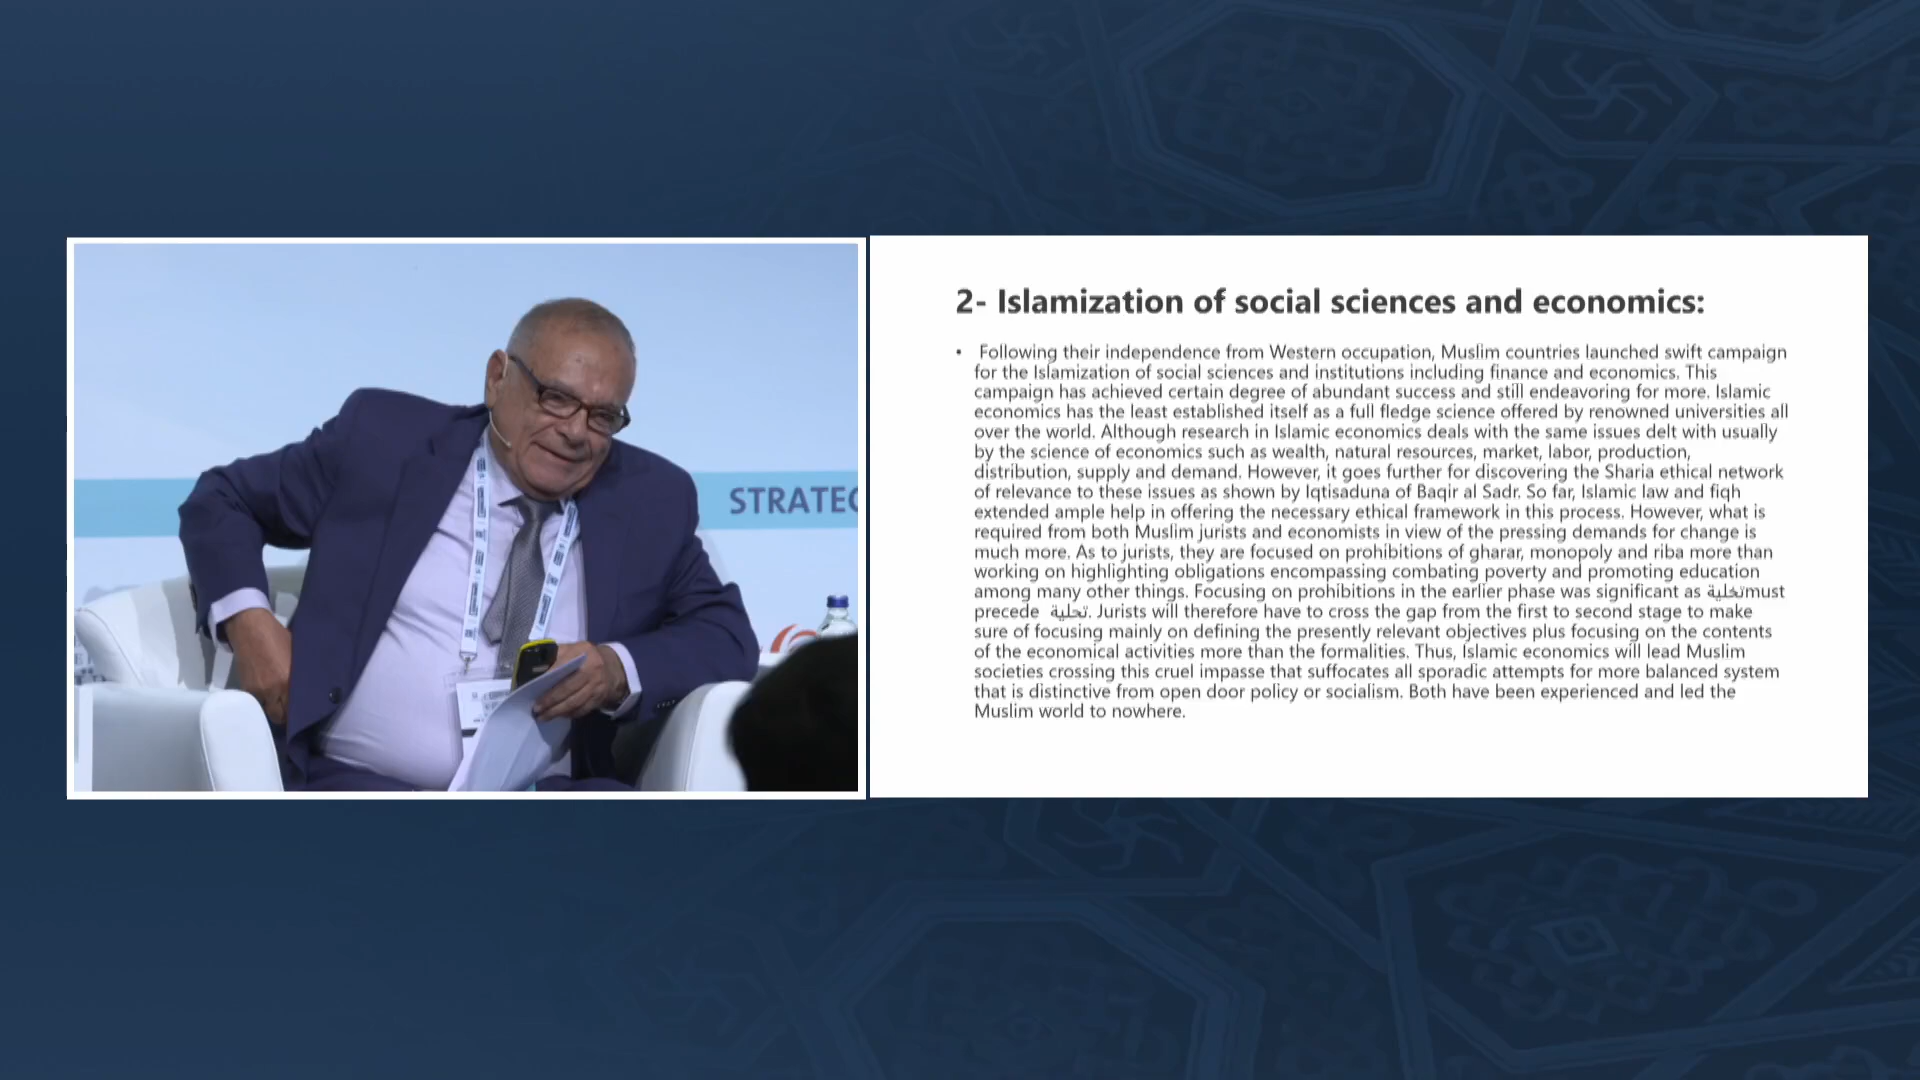 STRATEG
2- Islamization of social sciences and economics:
• Following their independence from Western occupation, Muslim countries launched swift campaign
for the Islamization of social sciences and institutions including finance and economics. This
campaign has achieved certain degree of abundant success and still endeavoring for more. Islamic
economics has the least established itself as a full fledge science offered by renowned universities all
over the world. Although research in Islamic economics deals with the same issues delt with usually
by the science of economics such as wealth, natural resources, market, labor, production,
distribution, supply and demand. However, it goes further for discovering the Sharia ethical network
of relevance to these issues as shown by Iqtisaduna of Baqir al Sadr. So far, Islamic law and fiqh
extended ample help in offering the necessary ethical framework in this process. However, what is
required from both Muslim jurists and economists in view of the pressing demands for change is
much more. As to jurists, they are focused on prohibitions of gharar, monopoly and riba more than
working on highlighting obligations encompassing combating poverty and promoting education
among many other things. Focusing on prohibitions in the earlier phase was significant as تخليةmust
precede تحلية. Jurists will therefore have to cross the gap from the first to second stage to make
sure of focusing mainly on defining the presently relevant objectives plus focusing on the contents
of the economical activities more than the formalities. Thus, Islamic economics will lead Muslim
societies crossing this cruel impasse that suffocates all sporadic attempts for more balanced system
that is distinctive from open door policy or socialism. Both have been experienced and led the
Muslim world to nowhere.